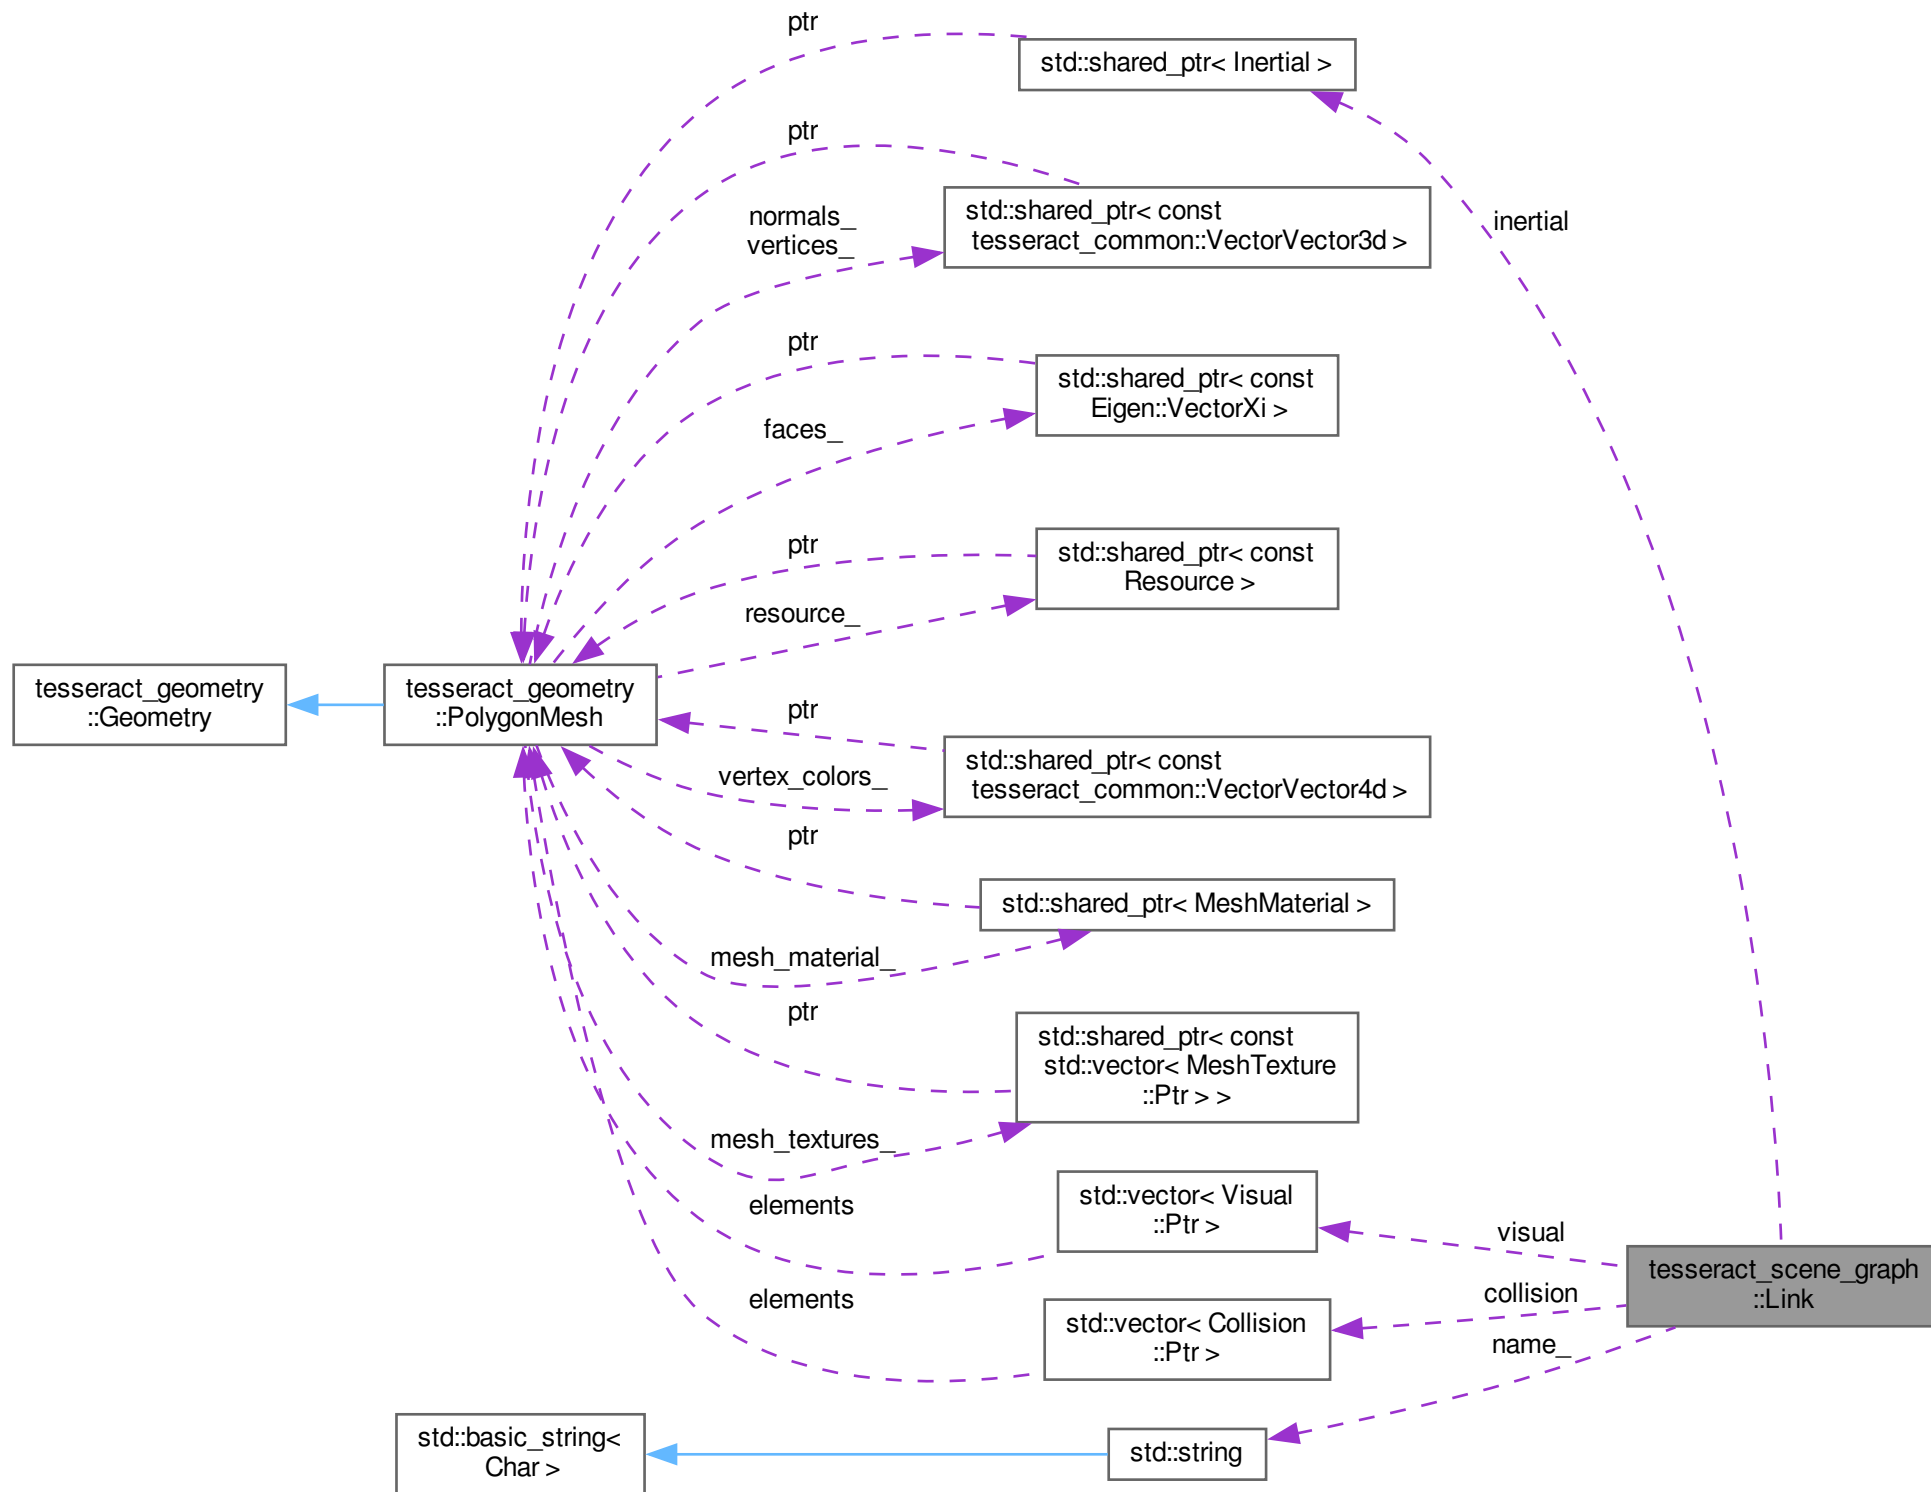 ptr
std::shared_ptr< Inertial >
ptr
std::shared_ptr< const
tesseract_common::VectorVector3d >
normals_
vertices_
inertial
ptr
std::shared_ptr< const
Eigen::VectorXi >
faces_
ptr
std::shared_ptr< const
Resource >
resource_
tesseract_geometry
::Geometry
tesseract_geometry
::PolygonMesh
ptr
std::shared_ptr< const
tesseract_common::VectorVector4d >
vertex_colors_
ptr
std::shared_ptr< MeshMaterial >
mesh_material_
ptr
std::shared_ptr< const
std::vector< MeshTexture
::Ptr > >
mesh_textures_
elements
std::vector< Visual
::Ptr >
visual
tesseract_scene_graph
::Link
elements
std::vector< Collision
::Ptr >
collision
name_
std::basic_string<
Char >
std::string